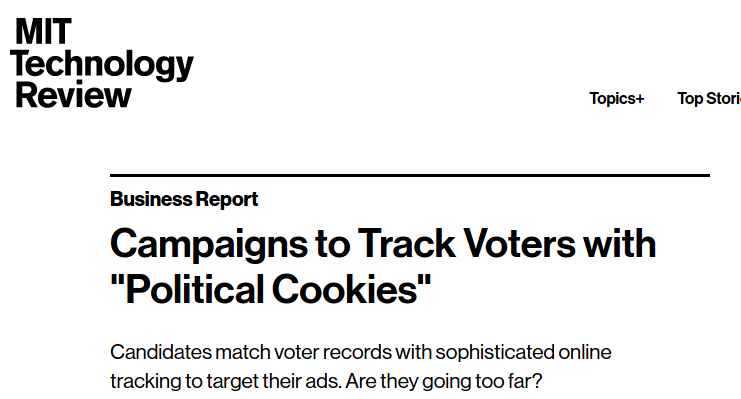 MIT
Technology
Review
Topics+ Top
Business Report
Campaigns to Track Voters with
"Political Cookies"
Candidates match voter records with sophisticated online
tracking to target their ads. Are they going too far?